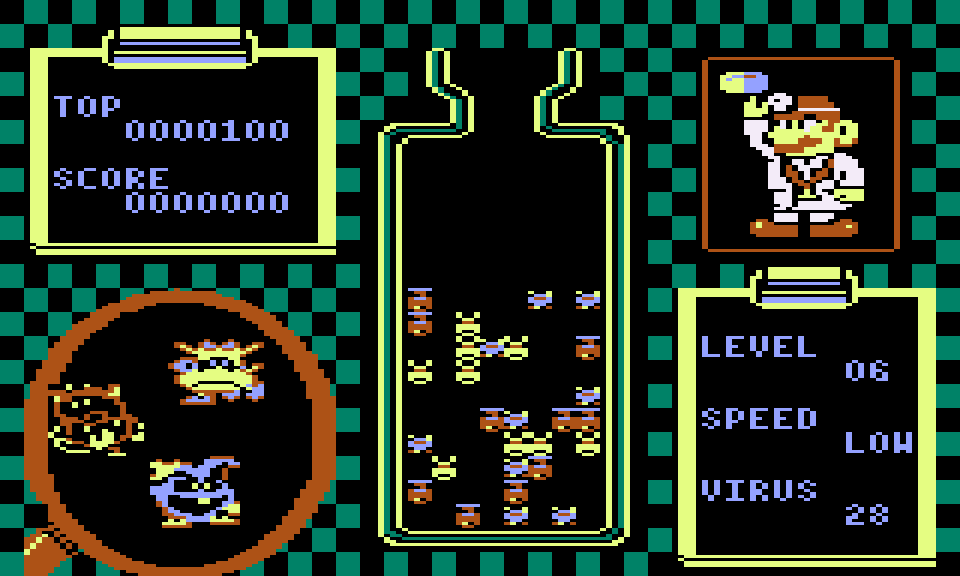 TOP
0000100
SCORE
0000000
LEVEL
06
SPEED
LOW
VIRUS
28